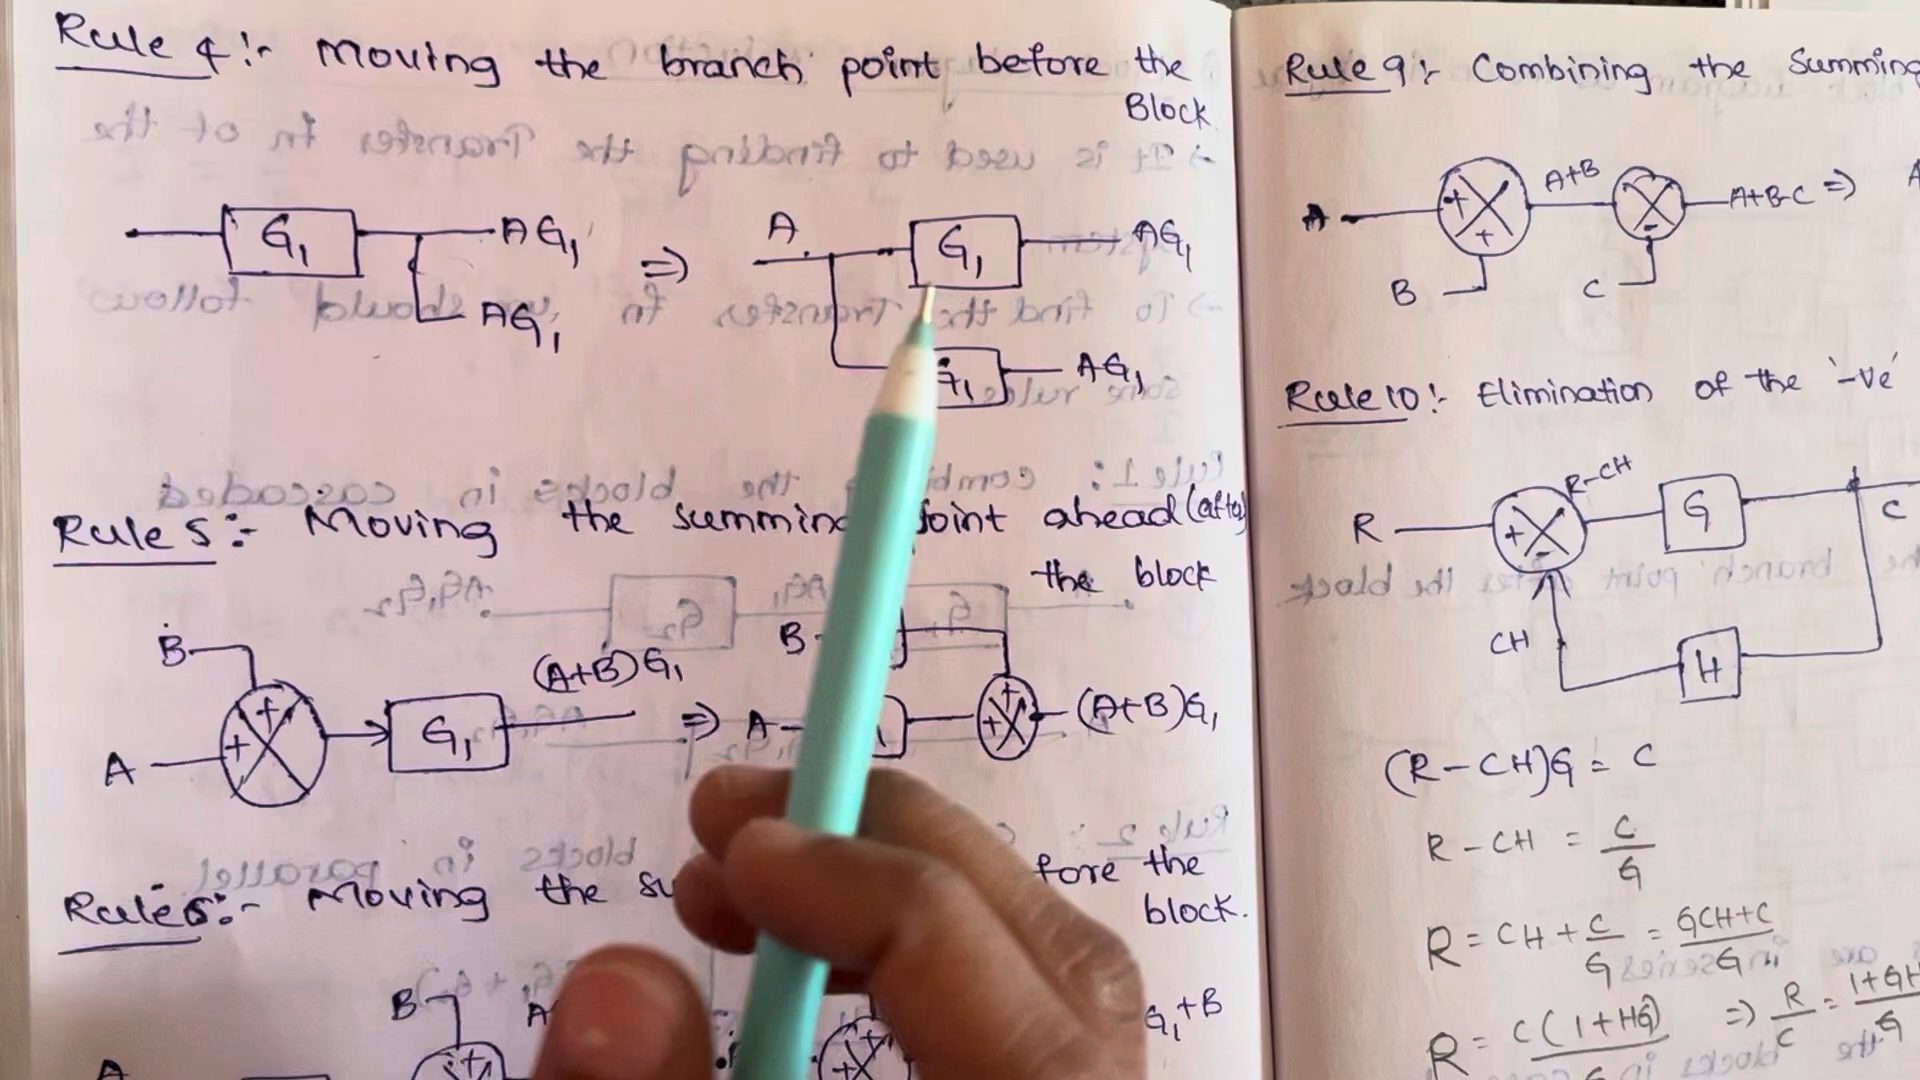 Rule 4:- Moving the branch point before the
Block
G1 AG1
AG1
=> A G1 AG1
AG1
Rule 5:- Moving the summing point ahead (after)
the block
B
A + + G1 (A+B)G1
=> B
A + + (A+B)G1
Rule 6:- Moving the fore the
block.
B
A
G1+B
Rule 9:- Combining the Summing
A + + A+B - A+B-C =>
B C
Rule 10:- Elimination of the '-ve'
R + - R-CH G C
CH H
(R-CH)G = C
R-CH = C/G
R = CH + C/G = GCH+C/G
R = C(1+HG) => R/C = 1+GH/G